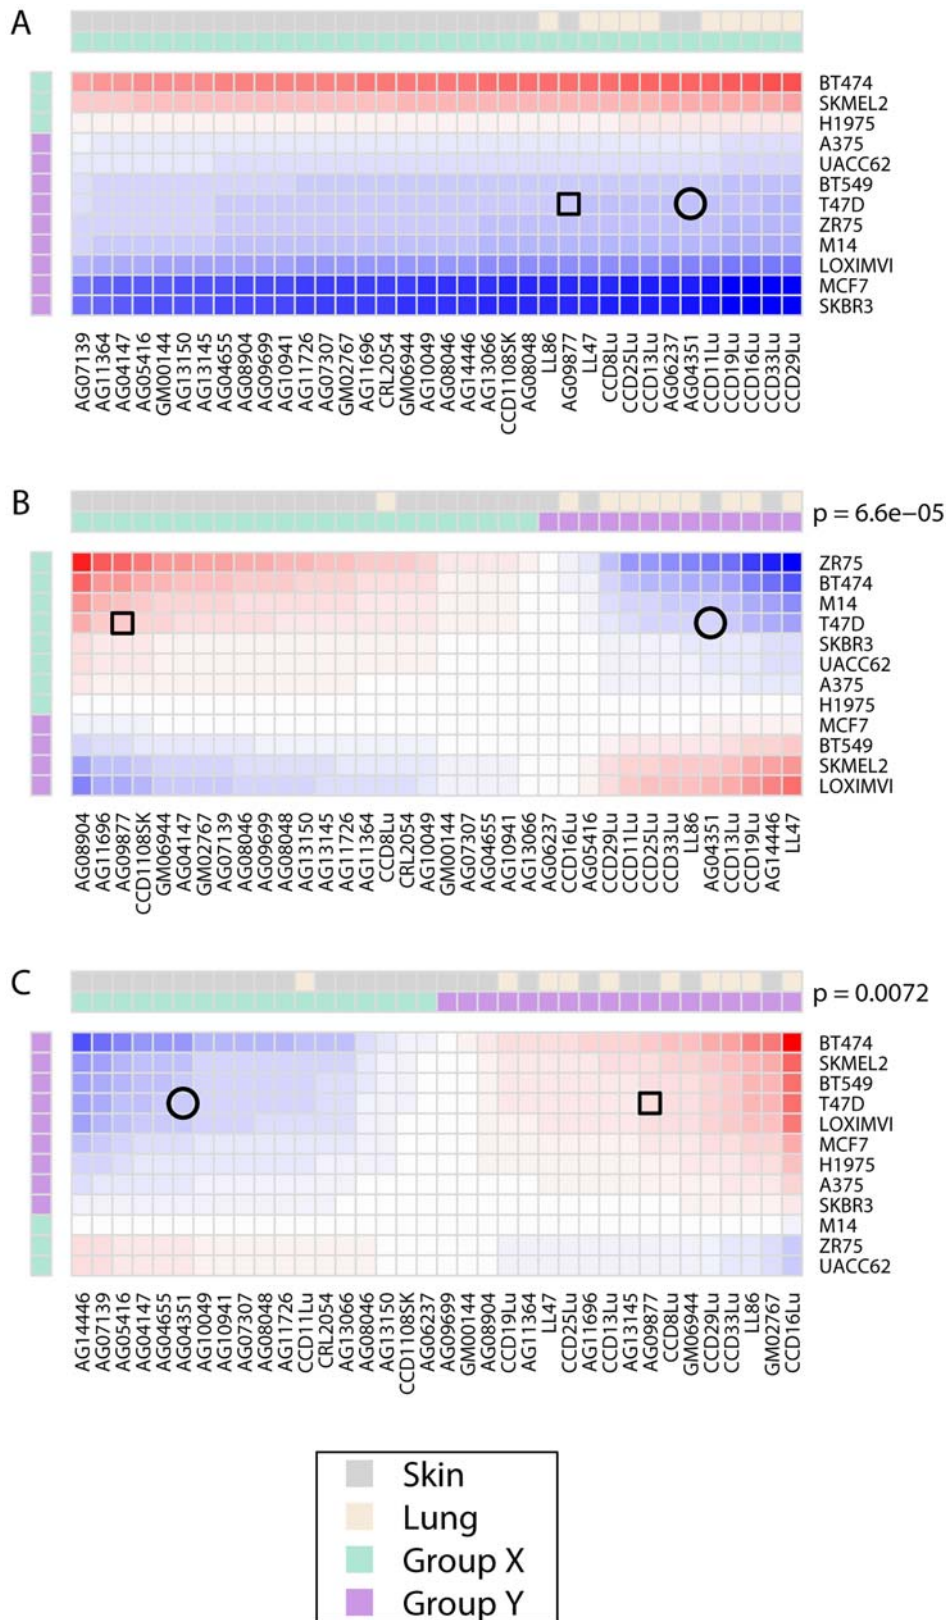 A
BT474
SKMEL2
H1975
A375
UACC62
BT549
T47D
ZR75
M14
LOXIMVI
MCF7
SKBR3
AG07139
AG11364
AG04147
AG05416
GM00144
AG13150
AG13145
AG04655
AG08904
AG09699
AG10941
AG11726
AG07307
GM02767
AG11696
CRL2054
GM06944
AG10049
AG08046
AG14446
AG13066
CCD1108SK
AG08048
LL86
AG09877
LL47
CCD8Lu
CCD25Lu
CCD13Lu
AG06237
AG04351
CCD11Lu
CCD19Lu
CCD16Lu
CCD33Lu
CCD29Lu
B
p = 6.6e−05
ZR75
BT474
M14
T47D
SKBR3
UACC62
A375
H1975
MCF7
BT549
SKMEL2
LOXIMVI
AG08904
AG11696
AG09877
CCD1108SK
GM06944
AG04147
GM02767
AG07139
AG08046
AG09699
AG08048
AG13150
AG13145
AG11726
AG11364
CCD8Lu
CRL2054
AG10049
GM00144
AG07307
AG04655
AG10941
AG13066
AG06237
CCD16Lu
AG05416
CCD29Lu
CCD11Lu
CCD25Lu
CCD33Lu
LL86
AG04351
CCD13Lu
CCD19Lu
AG14446
LL47
C
p = 0.0072
BT474
SKMEL2
BT549
T47D
LOXIMVI
MCF7
H1975
A375
SKBR3
M14
ZR75
UACC62
AG14446
AG07139
AG05416
AG04147
AG04655
AG04351
AG10049
AG10941
AG07307
AG08048
AG11726
CCD11Lu
CRL2054
AG13066
AG08046
AG13150
CCD1108SK
AG06237
AG09699
GM00144
AG08904
CCD19Lu
AG11364
LL47
CCD25Lu
AG11696
CCD13Lu
AG13145
AG09877
CCD8Lu
GM06944
CCD29Lu
CCD33Lu
LL86
GM02767
CCD16Lu
Skin
Lung
Group X
Group Y